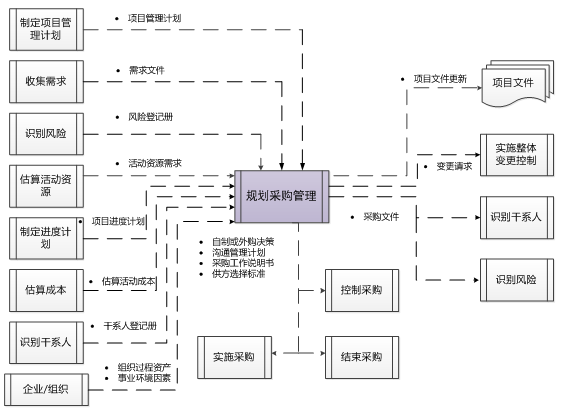 制定项目管
理计划
• 项目管理计划
收集需求
• 需求文件
识别风险
• 风险登记册
估算活动资
源
• 活动资源需求
制定进度计
划
• 项目进度计划
估算成本
• 估算活动成本
识别干系人
• 干系人登记册
企业/组织
• 组织过程资产
• 事业环境因素
规划采购管理
• 项目文件更新
项目文件
• 变更请求
实施整体
变更控制
• 采购文件
识别干系人
识别风险
• 自制或外购决策
• 沟通管理计划
• 采购工作说明书
• 供方选择标准
控制采购
实施采购
结束采购